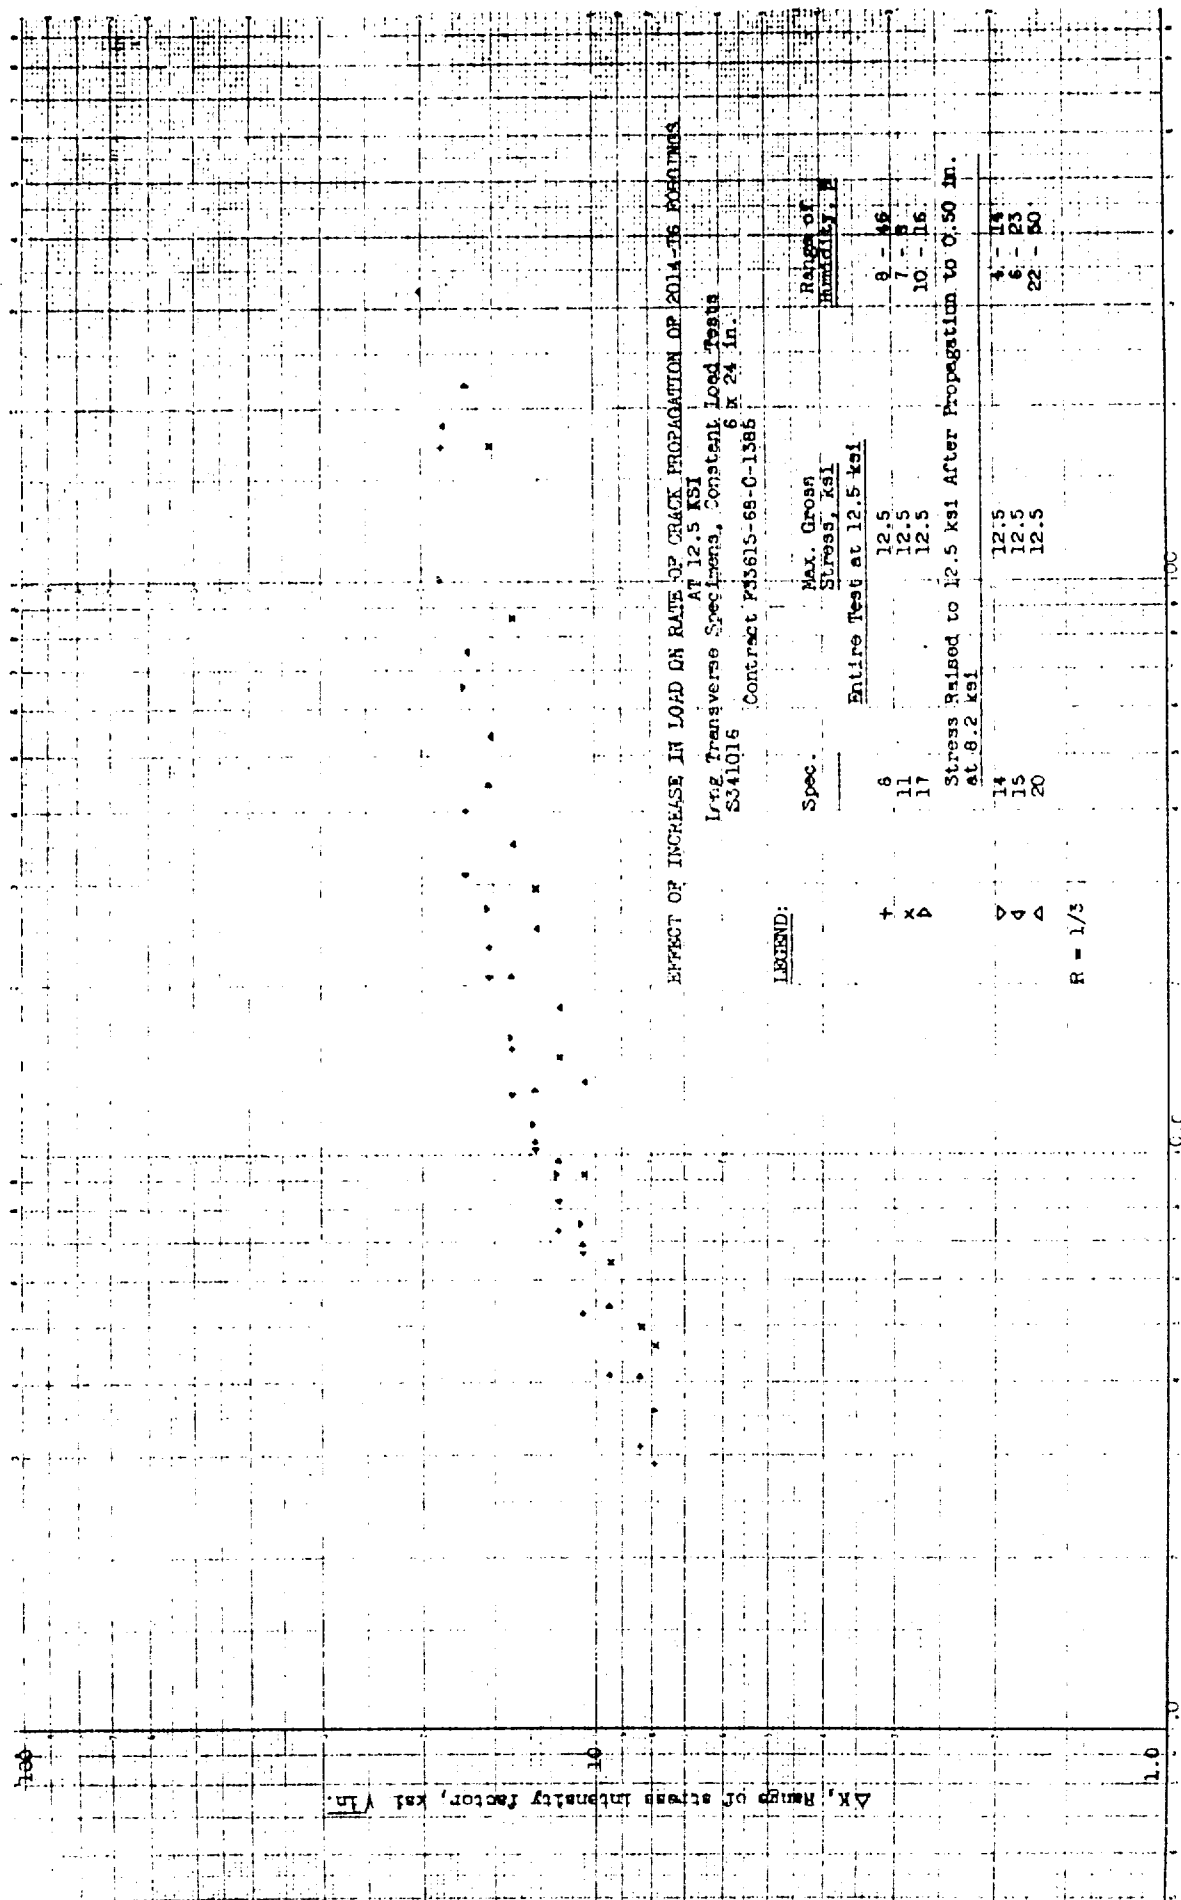 EFFECT OF INCREASE IN LOAD ON RATE OF CRACK PROPAGATION OF 2014-T6 FORGINGS
AT 12.5 KSI
Long Transverse Specimens, Constant Load Tests
S341016 6 x 24 in.
Contract F33615-68-C-1385
LEGEND:
Spec. Max. Gross Stress, ksi Range of Humidity, %
Entire Test at 12.5 ksi
+ 8 12.5 8 - 46
x 11 12.5 7 - 8
▷ 17 12.5 10 - 16
Stress Raised to 12.5 ksi After Propagation to 0.50 in.
at 8.2 ksi
▽ 14 12.5 4 - 14
◁ 15 12.5 6 - 23
△ 20 12.5 22 - 50
R = 1/3
ΔK, Range of stress intensity factor, ksi √in.
100
10
1.0